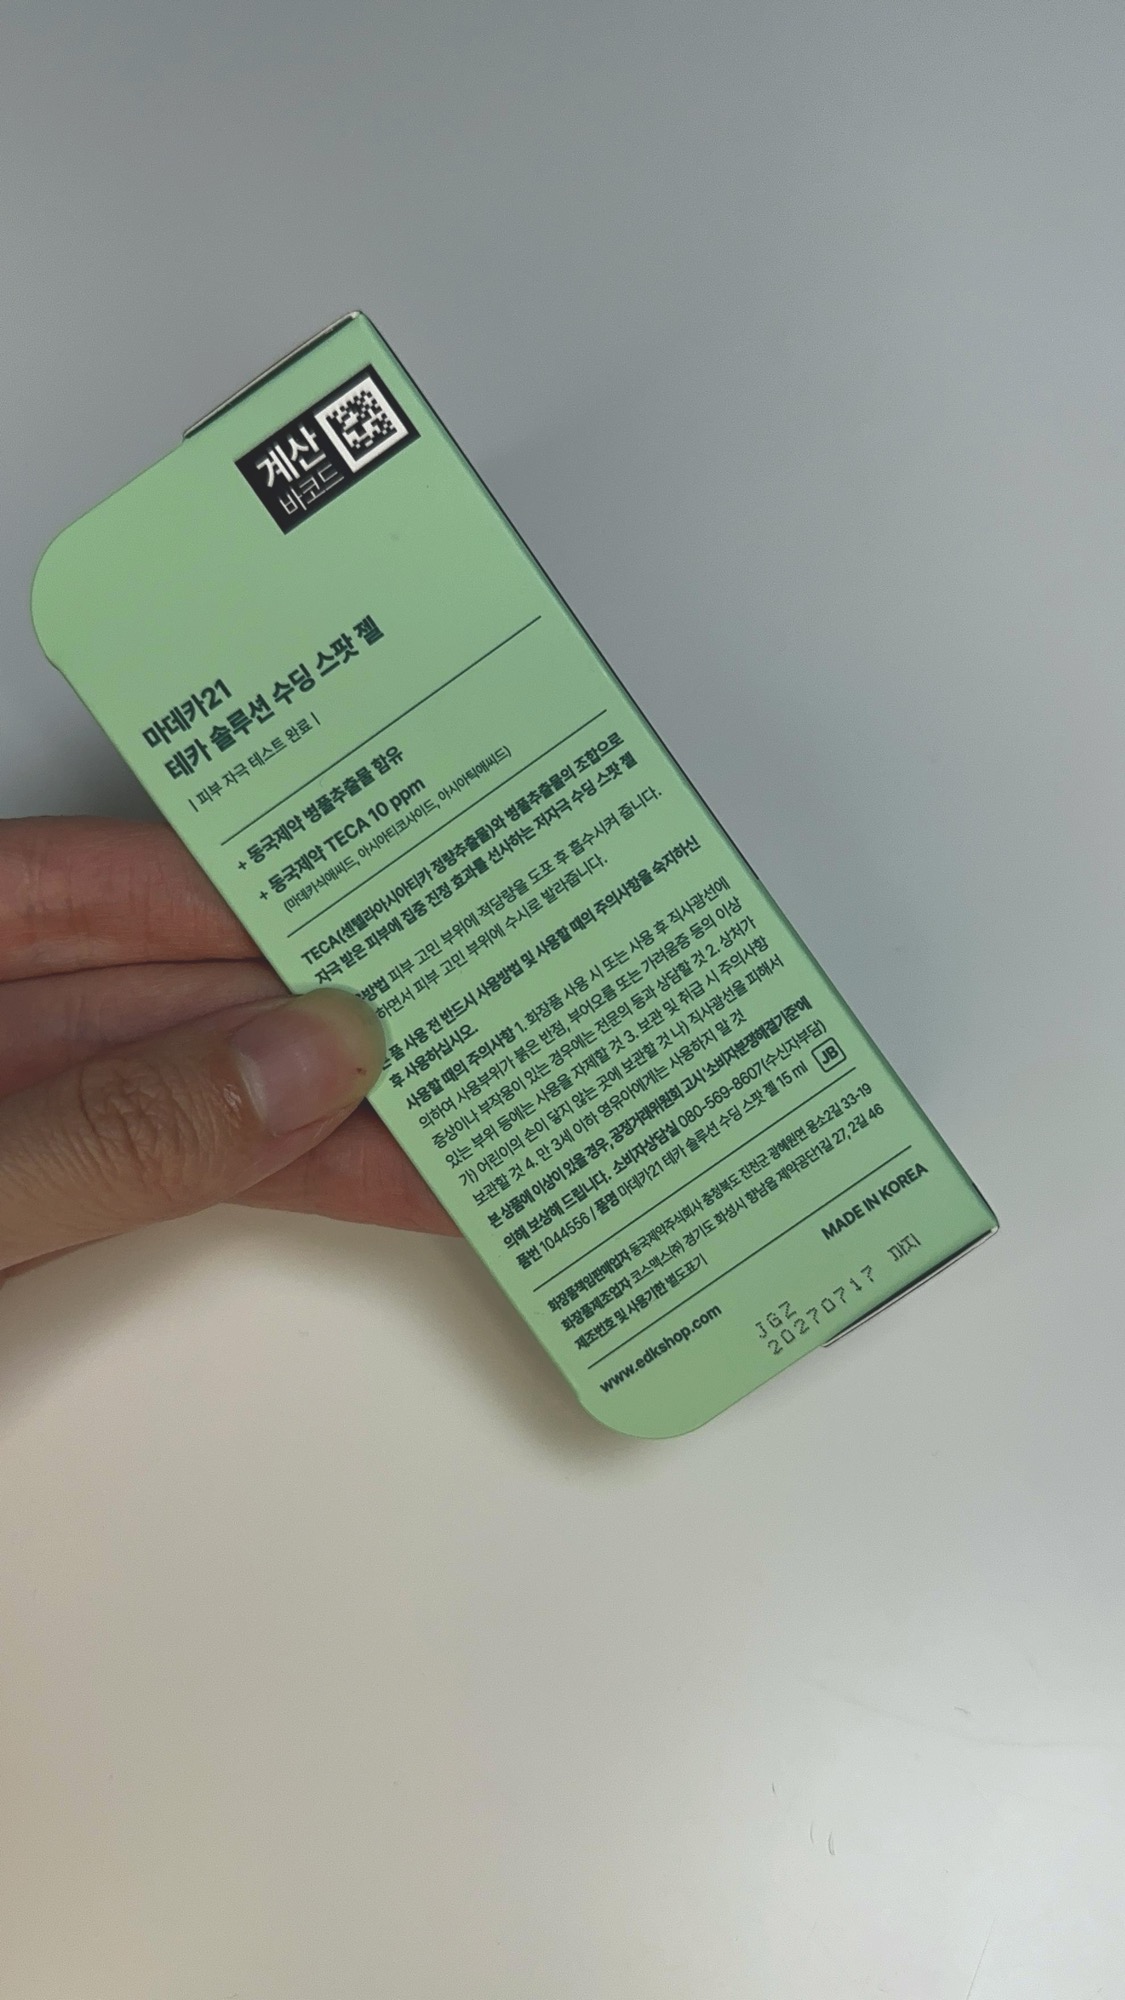 계산
바코드
마데카21
테카 솔루션 수딩 스팟 젤
| 피부 자극 테스트 완료 |
+ 동국제약 병풀추출물 함유
+ 동국제약 TECA 10 ppm
(마데카식애씨드, 아시아티코사이드, 아시아틱애씨드)
TECA(센텔라아시아티카 정량추출물)와 병풀추출물의 조합으로
자극 받은 피부에 집중 진정 효과를 선사하는 저자극 수딩 스팟 젤
방법 피부 고민 부위에 적당량을 도포 후 흡수시켜 줍니다.
하면서 피부 고민 부위에 수시로 발라줍니다.
품 사용 전 반드시 사용방법 및 사용할 때의 주의사항을 숙지하신
후 사용하십시오.
사용할 때의 주의사항 1. 화장품 사용 시 또는 사용 후 직사광선에
의하여 사용부위가 붉은 반점, 부어오름 또는 가려움증 등의 이상
증상이나 부작용이 있는 경우에는 전문의 등과 상담할 것 2. 상처가
있는 부위 등에는 사용을 자제할 것 3. 보관 및 취급 시 주의사항
가) 어린이의 손이 닿지 않는 곳에 보관할 것 나) 직사광선을 피해서
보관할 것 4. 만 3세 이하 영유아에게는 사용하지 말 것
본 상품에 이상이 있을 경우, 공정거래위원회 고시 소비자분쟁해결기준에
의해 보상해 드립니다. 소비자상담실 080-569-8607(수신자부담)
품번 1044556 / 품명 마데카21 테카 솔루션 수딩 스팟 젤 15 ml JB
화장품책임판매업자 동국제약주식회사 충청북도 진천군 광혜원면 용소2길 33-19
화장품제조업자 코스맥스(주) 경기도 화성시 향남읍 제약공단1길 27, 2길 46
제조번호 및 사용기한 별도표기
MADE IN KOREA
www.edkshop.com
JGZ
20270717 까지